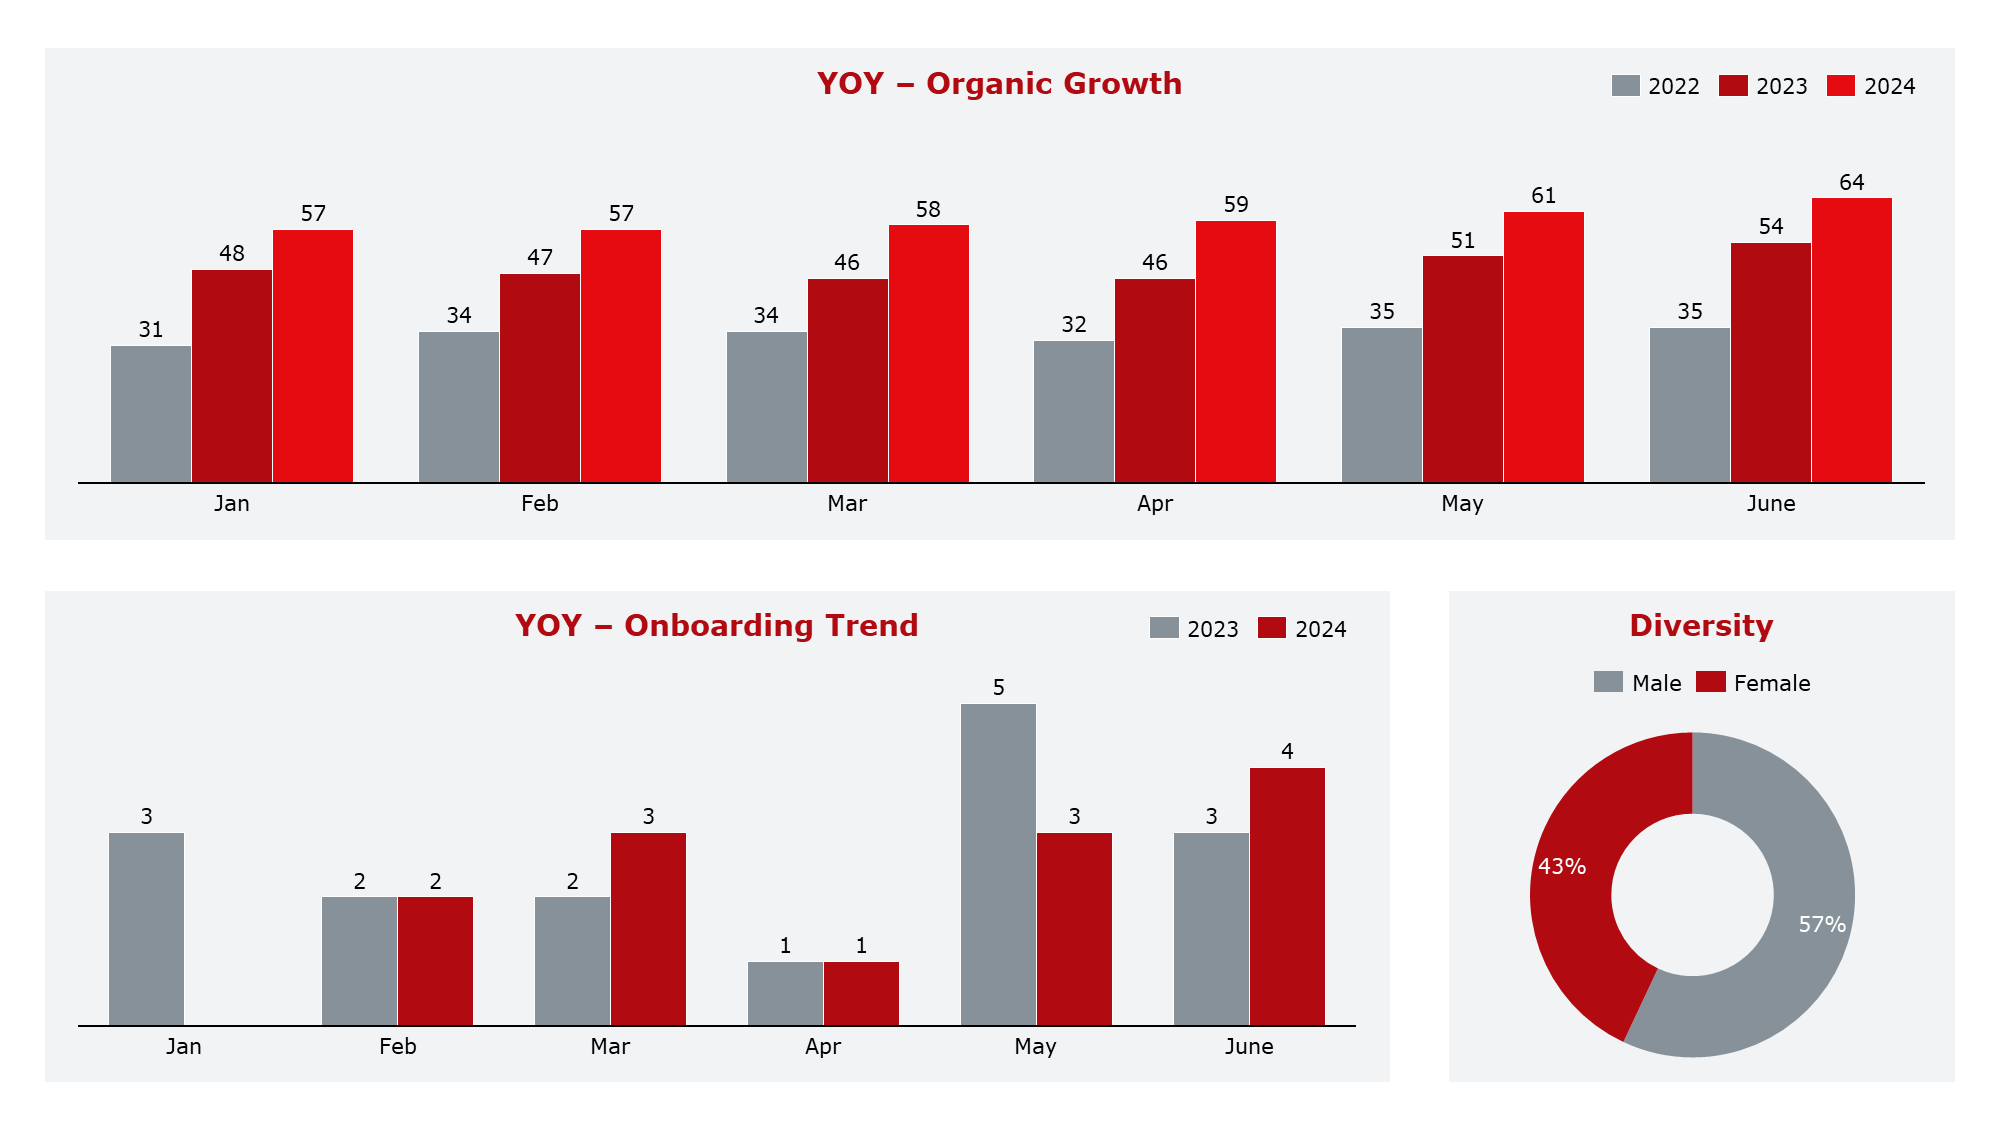 YOY – Organic Growth
2022 2023 2024
31 48 57 34 47 57 34 46 58 32 46 59 35 51 61 35 54 64
Jan Feb Mar Apr May June
YOY – Onboarding Trend
2023 2024
3 2 2 2 3 1 1 5 3 3 4
Jan Feb Mar Apr May June
Diversity
Male Female
43%
57%